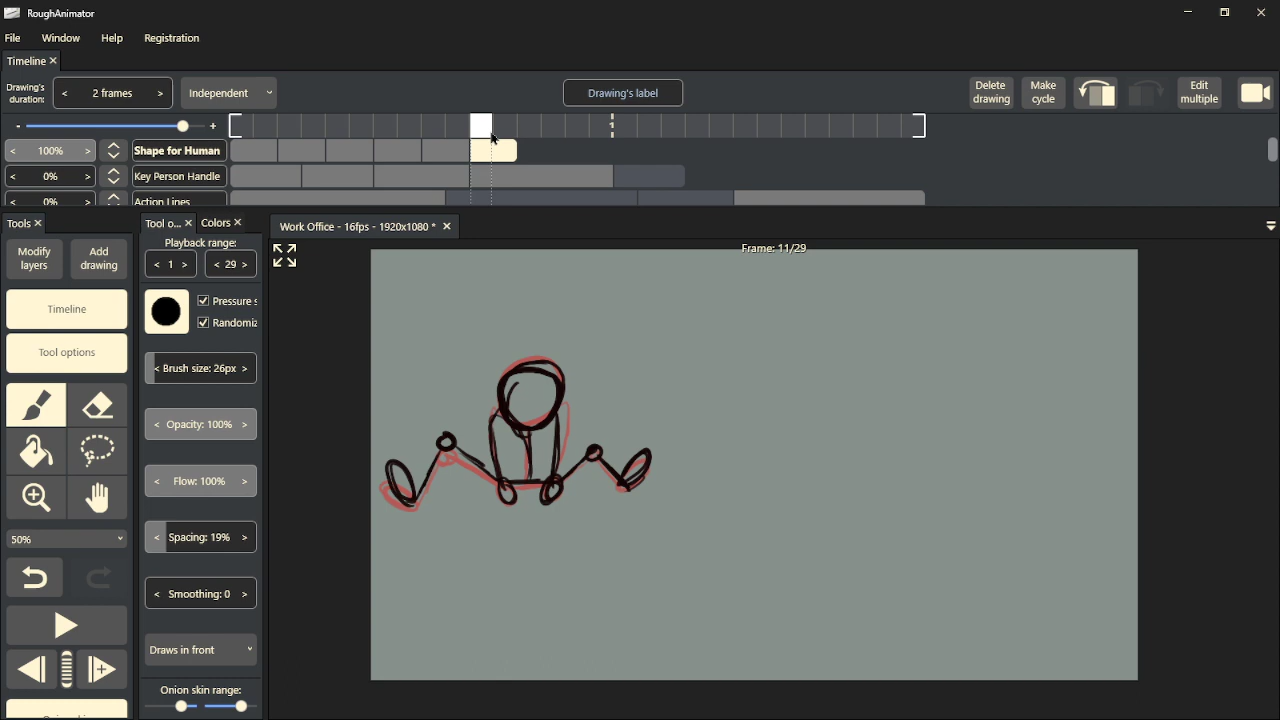 RoughAnimator
File Window Help Registration
Timeline
Drawing's duration: < 2 frames > Independent Drawing's label Delete drawing Make cycle Edit multiple
- + 1
< 100% > Shape for Human
< 0% > Key Person Handle
< 0% > Action Lines
Tools Tool o... Colors Work Office - 16fps - 1920x1080 *
Modify layers Add drawing
Playback range:
< 1 > < 29 >
Frame: 11/29
Timeline
Pressure s
Randomiz
Tool options
< Brush size: 26px >
< Opacity: 100% >
< Flow: 100% >
50%
< Spacing: 19% >
< Smoothing: 0 >
Draws in front
Onion skin range: